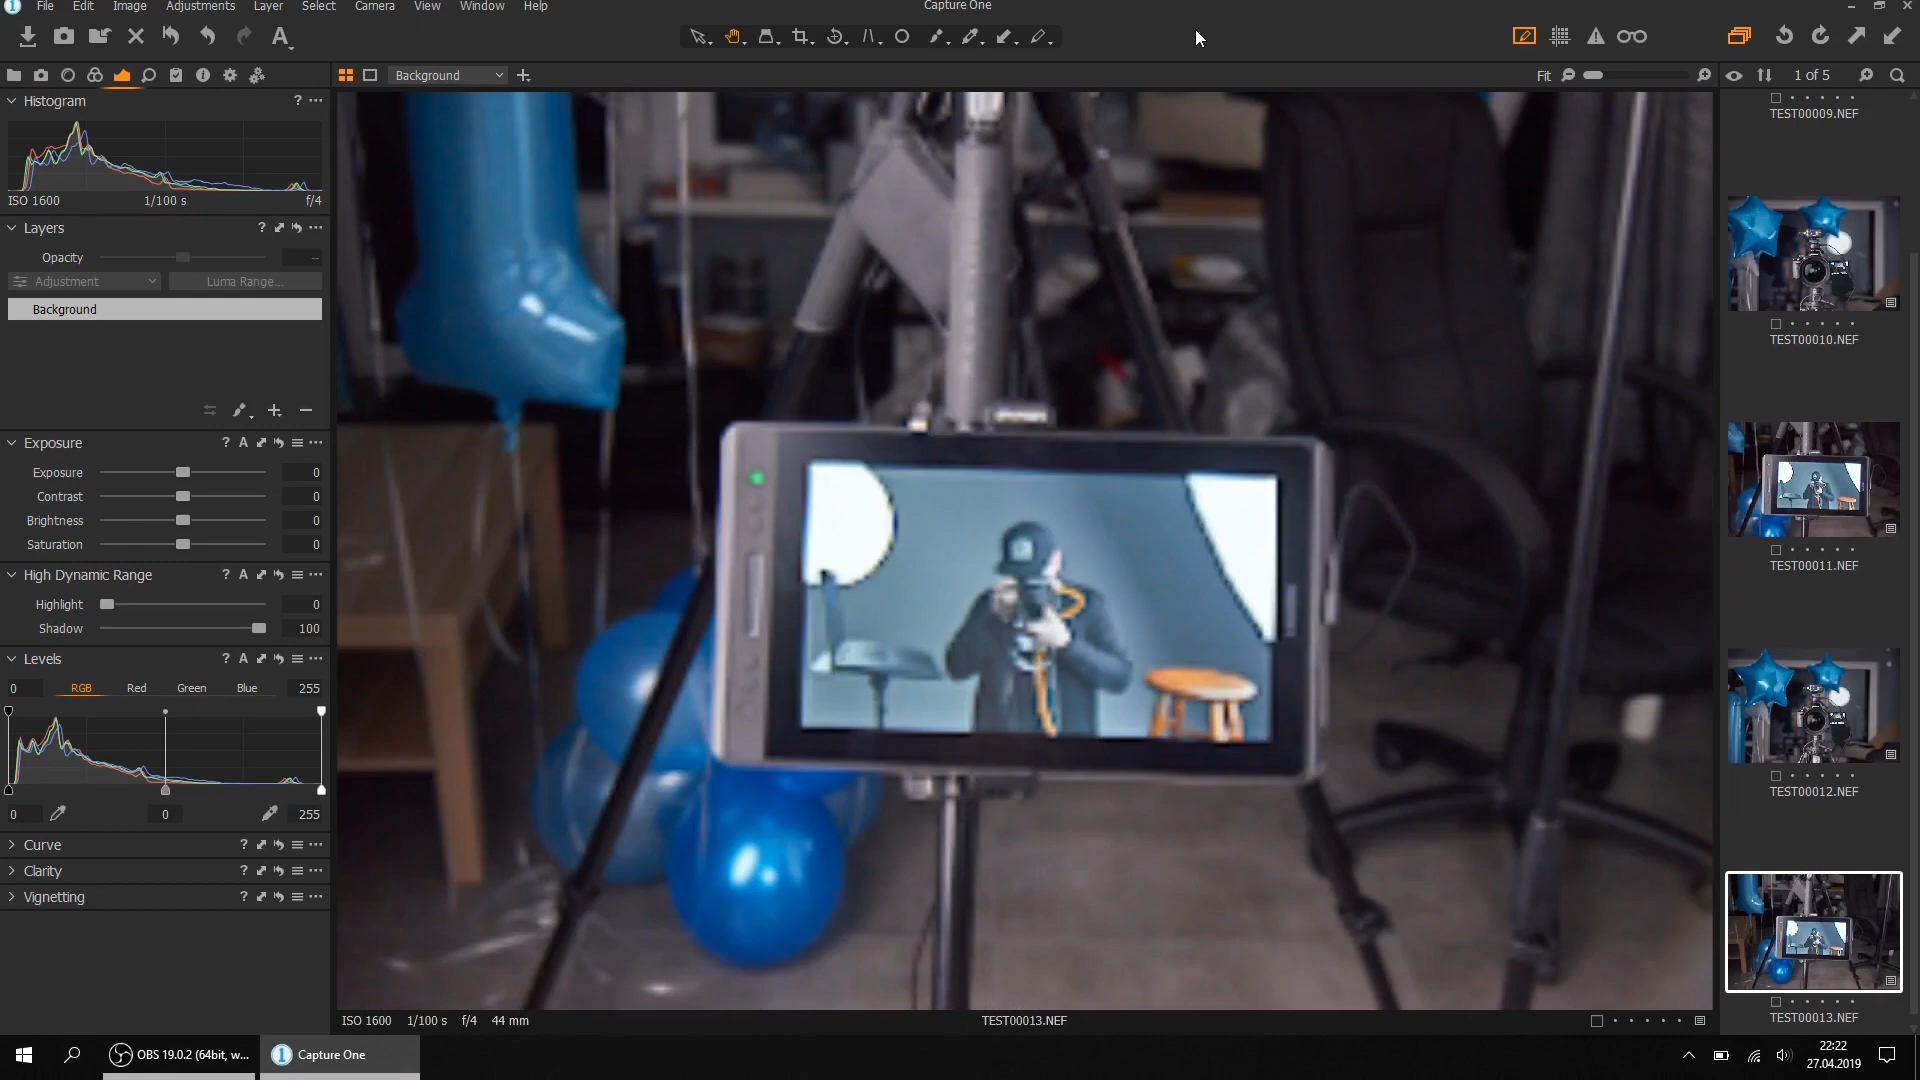 File Edit Image Adjustments Layer Select Camera View Window Help
Capture One
Background
Fit
1 of 5
Histogram
ISO 1600 1/100 s f/4
Layers
Opacity
Adjustment
Luma Range...
Background
Exposure
Exposure 0
Contrast 0
Brightness 0
Saturation 0
High Dynamic Range
Highlight 0
Shadow 100
Levels
0 RGB Red Green Blue 255
0 0 255
Curve
Clarity
Vignetting
ISO 1600 1/100 s f/4 44 mm
TEST00013.NEF
TEST00009.NEF
TEST00010.NEF
TEST00011.NEF
TEST00012.NEF
TEST00013.NEF
OBS 19.0.2 (64bit, w...
Capture One
22:22
27.04.2019